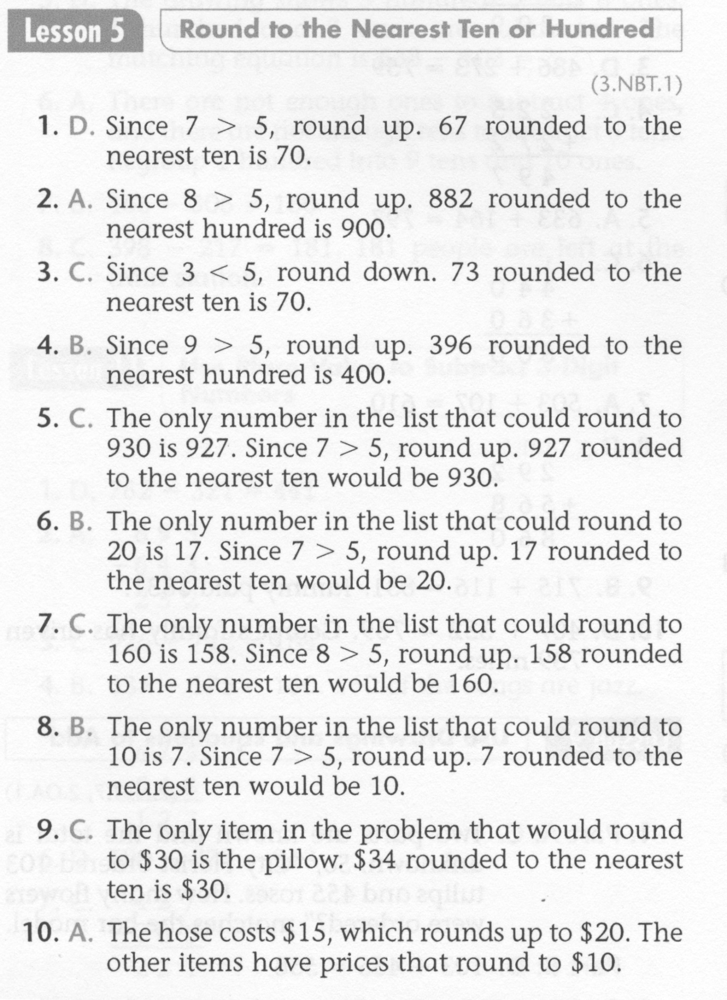 Lesson 5 Round to the Nearest Ten or Hundred
(3.NBT.1)
1. D. Since 7 > 5, round up. 67 rounded to the
nearest ten is 70.
2. A. Since 8 > 5, round up. 882 rounded to the
nearest hundred is 900.
3. C. Since 3 < 5, round down. 73 rounded to the
nearest ten is 70.
4. B. Since 9 > 5, round up. 396 rounded to the
nearest hundred is 400.
5. C. The only number in the list that could round to
930 is 927. Since 7 > 5, round up. 927 rounded
to the nearest ten would be 930.
6. B. The only number in the list that could round to
20 is 17. Since 7 > 5, round up. 17 rounded to
the nearest ten would be 20.
7. C. The only number in the list that could round to
160 is 158. Since 8 > 5, round up. 158 rounded
to the nearest ten would be 160.
8. B. The only number in the list that could round to
10 is 7. Since 7 > 5, round up. 7 rounded to the
nearest ten would be 10.
9. C. The only item in the problem that would round
to $30 is the pillow. $34 rounded to the nearest
ten is $30.
10. A. The hose costs $15, which rounds up to $20. The
other items have prices that round to $10.